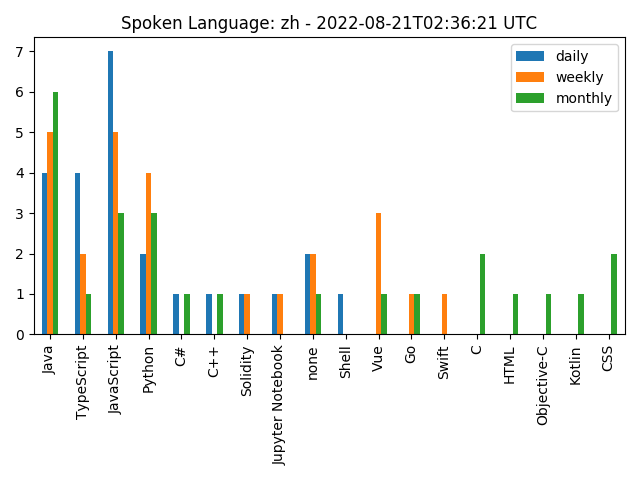 Spoken Language: zh - 2022-08-21T02:36:21 UTC
daily
weekly
monthly
7
6
5
4
3
2
1
0
Java
TypeScript
JavaScript
Python
C#
C++
Solidity
Jupyter Notebook
none
Shell
Vue
Go
Swift
C
HTML
Objective-C
Kotlin
CSS